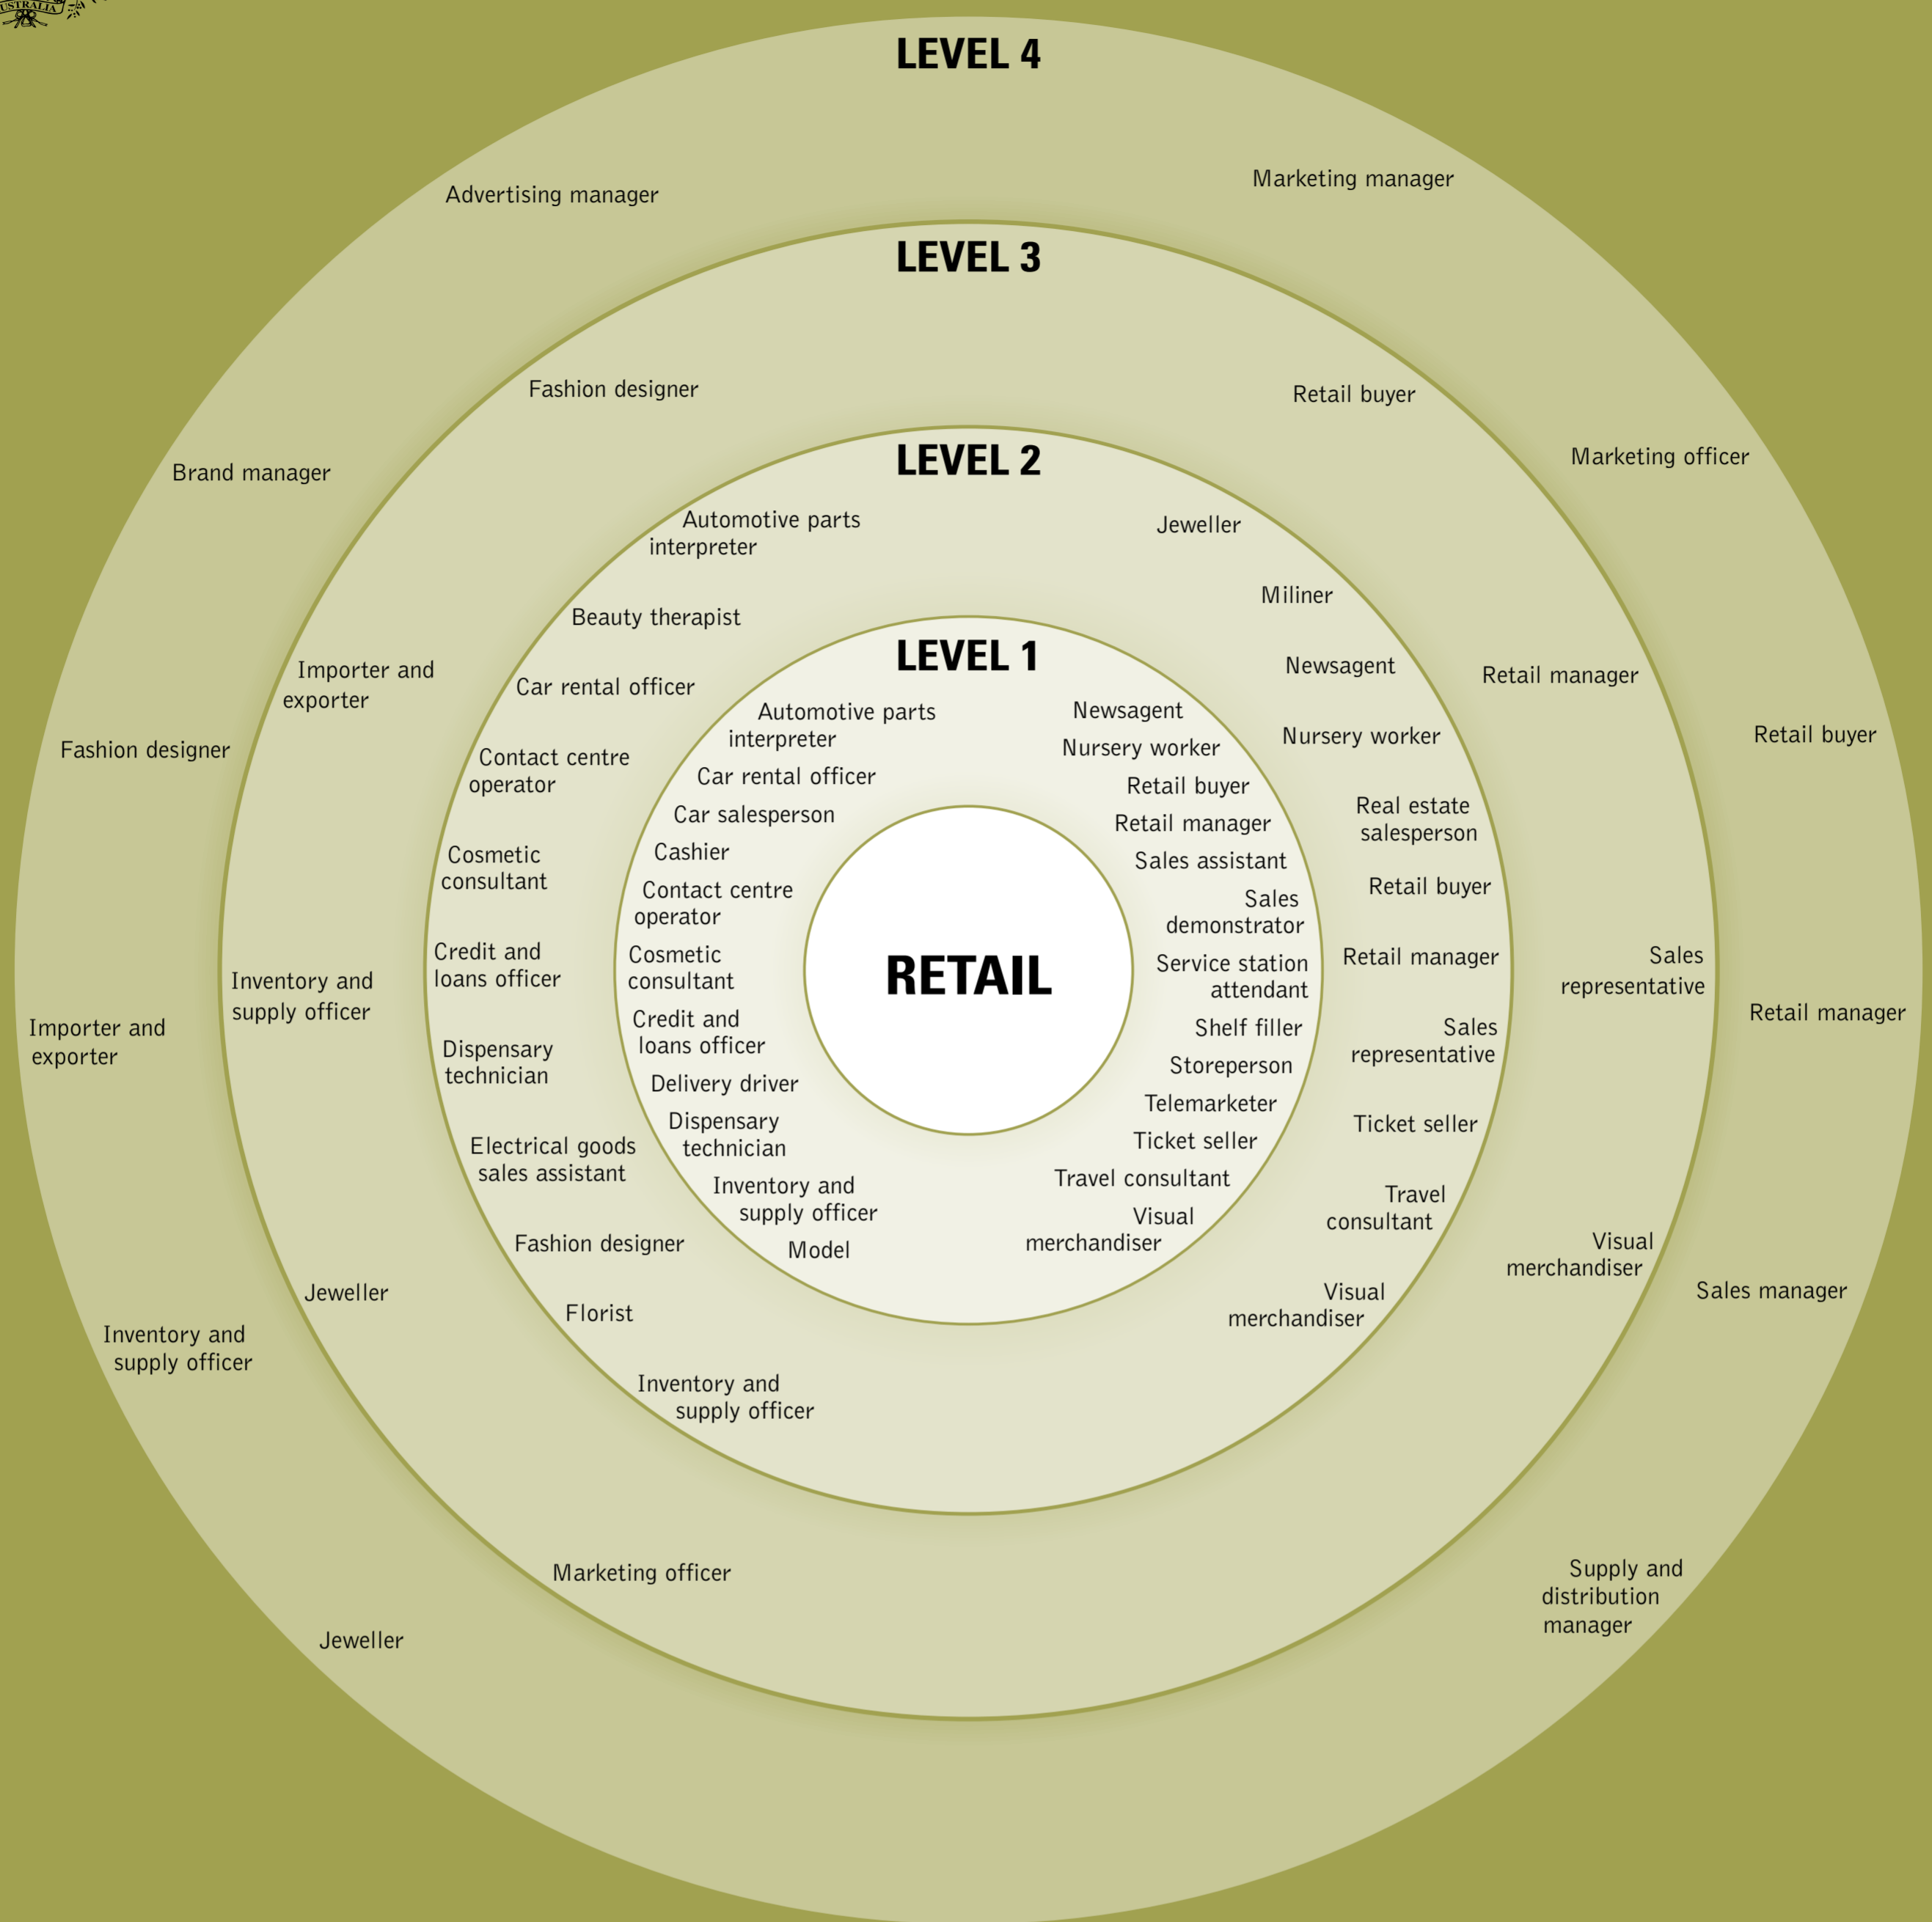 USTRALIA
LEVEL 4
Advertising manager
Brand manager
Fashion designer
Importer and
exporter
Inventory and
supply officer
Jeweller
Marketing manager
Marketing officer
Retail buyer
Retail manager
Sales manager
Supply and
distribution
manager
LEVEL 3
Fashion designer
Importer and
exporter
Inventory and
supply officer
Jeweller
Marketing officer
Retail buyer
Retail manager
Sales
representative
Visual
merchandiser
LEVEL 2
Automotive parts
interpreter
Beauty therapist
Car rental officer
Contact centre
operator
Cosmetic
consultant
Credit and
loans officer
Dispensary
technician
Electrical goods
sales assistant
Fashion designer
Florist
Inventory and
supply officer
Jeweller
Miliner
Newsagent
Nursery worker
Real estate
salesperson
Retail buyer
Retail manager
Sales
representative
Ticket seller
Travel
consultant
Visual
merchandiser
LEVEL 1
Automotive parts
interpreter
Car rental officer
Car salesperson
Cashier
Contact centre
operator
Cosmetic
consultant
Credit and
loans officer
Delivery driver
Dispensary
technician
Inventory and
supply officer
Model
Newsagent
Nursery worker
Retail buyer
Retail manager
Sales assistant
Sales
demonstrator
Service station
attendant
Shelf filler
Storeperson
Telemarketer
Ticket seller
Travel consultant
Visual
merchandiser
RETAIL